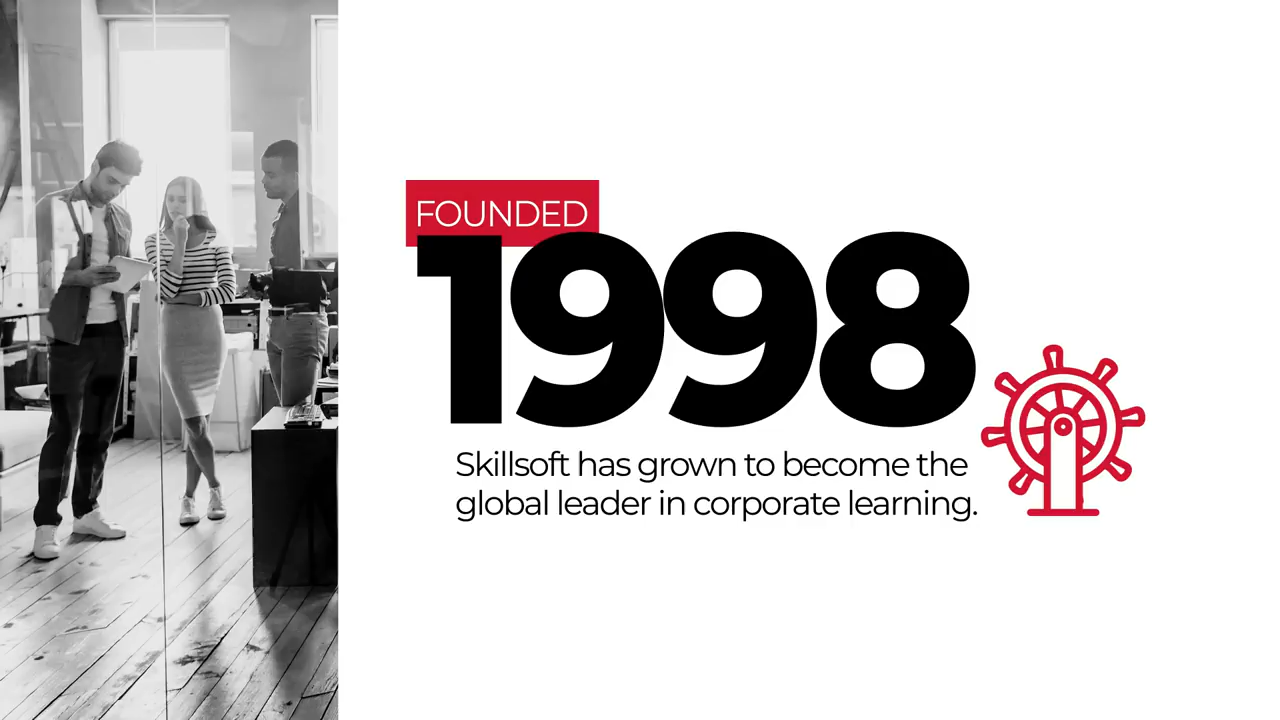 FOUNDED
1998
Skillsoft has grown to become the
global leader in corporate learning.